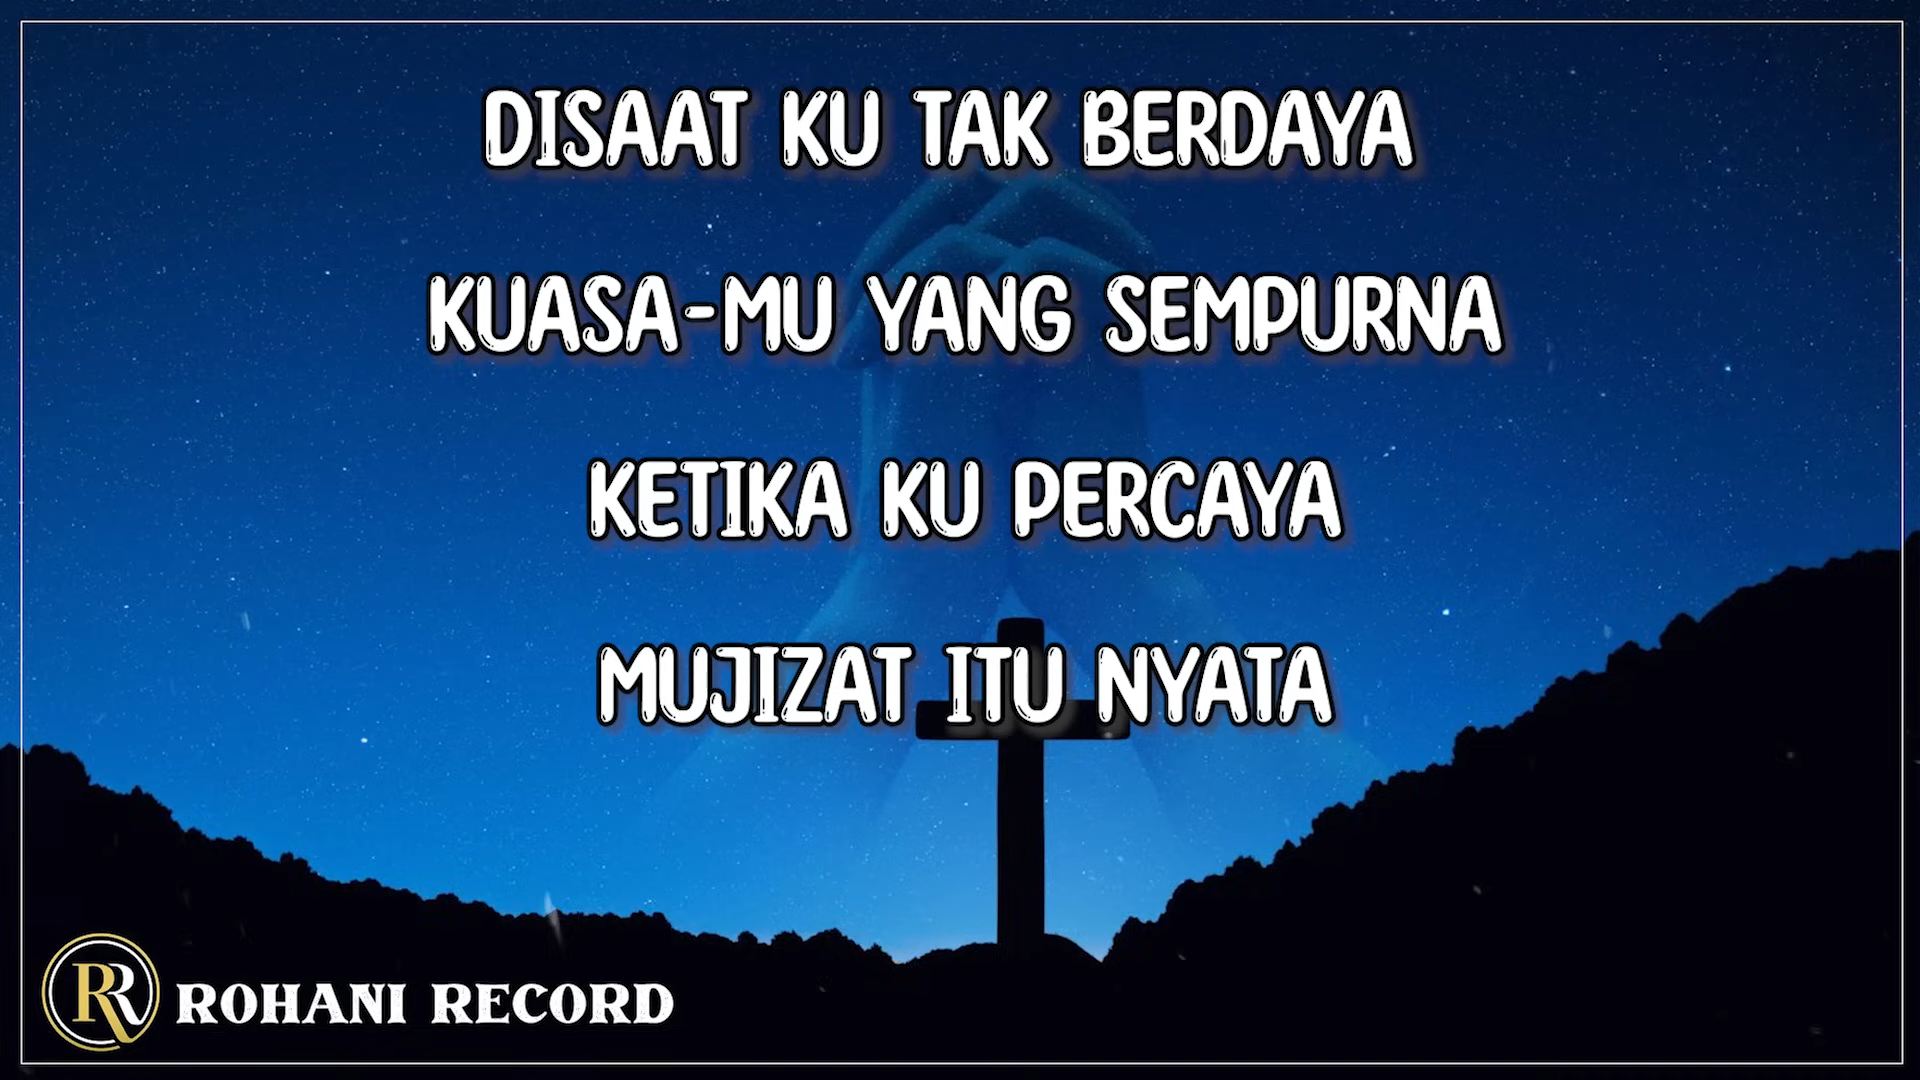 DISAAT KU TAK BERDAYA
KUASA-MU YANG SEMPURNA
KETIKA KU PERCAYA
MUJIZAT ITU NYATA
RR ROHANI RECORD